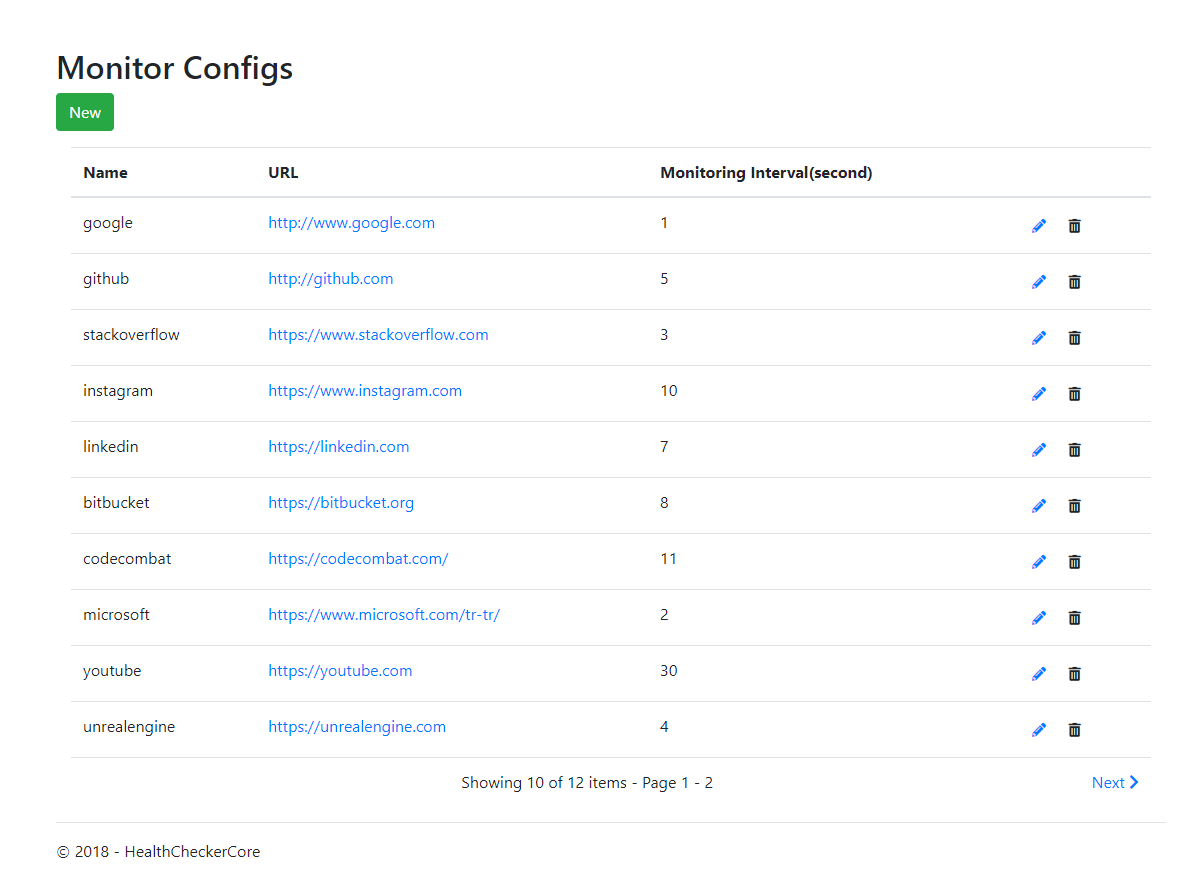 Monitor Configs
New
Name URL Monitoring Interval(second)
google http://www.google.com 1
github http://github.com 5
stackoverflow https://www.stackoverflow.com 3
instagram https://www.instagram.com 10
linkedin https://linkedin.com 7
bitbucket https://bitbucket.org 8
codecombat https://codecombat.com/ 11
microsoft https://www.microsoft.com/tr-tr/ 2
youtube https://youtube.com 30
unrealengine https://unrealengine.com 4
Showing 10 of 12 items - Page 1 - 2 Next
© 2018 - HealthCheckerCore